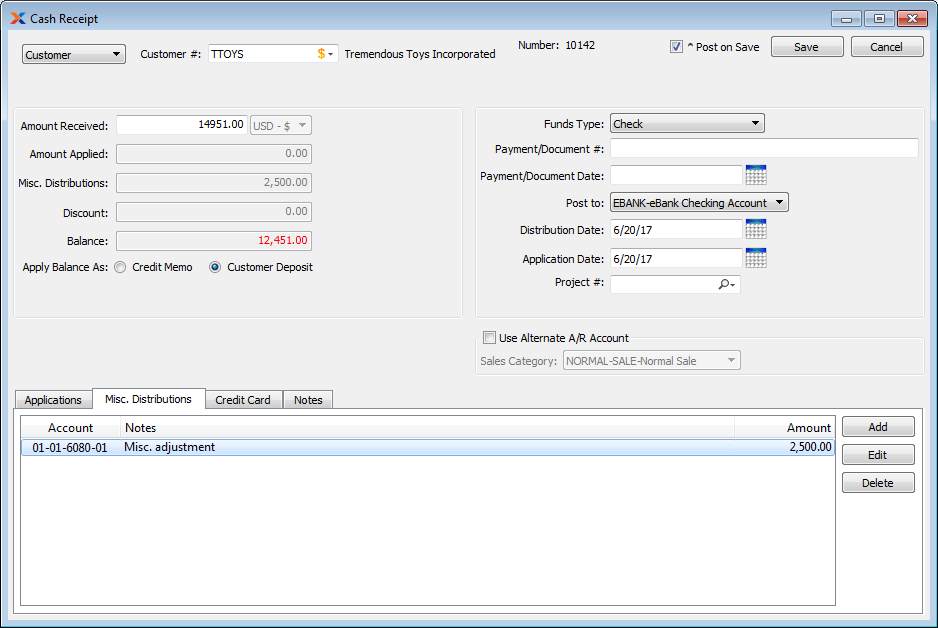 Cash Receipt
Customer Customer #: TTOYS $ Tremendous Toys Incorporated Number: 10142 ^ Post on Save Save Cancel
Amount Received: 14951.00 USD - $
Amount Applied: 0.00
Misc. Distributions: 2,500.00
Discount: 0.00
Balance: 12,451.00
Apply Balance As: Credit Memo Customer Deposit
Funds Type: Check
Payment/Document #:
Payment/Document Date:
Post to: EBANK-eBank Checking Account
Distribution Date: 6/20/17
Application Date: 6/20/17
Project #:
Use Alternate A/R Account
Sales Category: NORMAL-SALE-Normal Sale
Applications Misc. Distributions Credit Card Notes
Account Notes Amount
01-01-6080-01 Misc. adjustment 2,500.00
Add
Edit
Delete